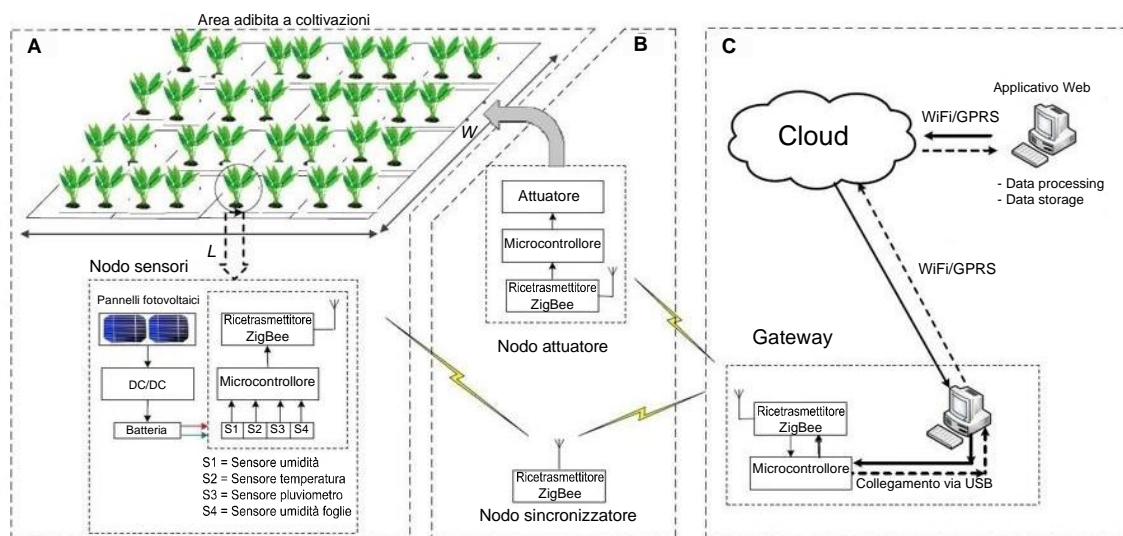 Area adibita a coltivazioni
A
B
C
W
L
Nodo sensori
Pannelli fotovoltaici
DC/DC
Batteria
Ricetrasmettitore
ZigBee
Microcontrollore
S1 S2 S3 S4
S1 = Sensore umidità
S2 = Sensore temperatura
S3 = Sensore pluviometro
S4 = Sensore umidità foglie
Attuatore
Microcontrollore
Ricetrasmettitore
ZigBee
Nodo attuatore
Ricetrasmettitore
ZigBee
Nodo sincronizzatore
Cloud
WiFi/GPRS
Applicativo Web
- Data processing
- Data storage
WiFi/GPRS
Gateway
Ricetrasmettitore
ZigBee
Microcontrollore
Collegamento via USB